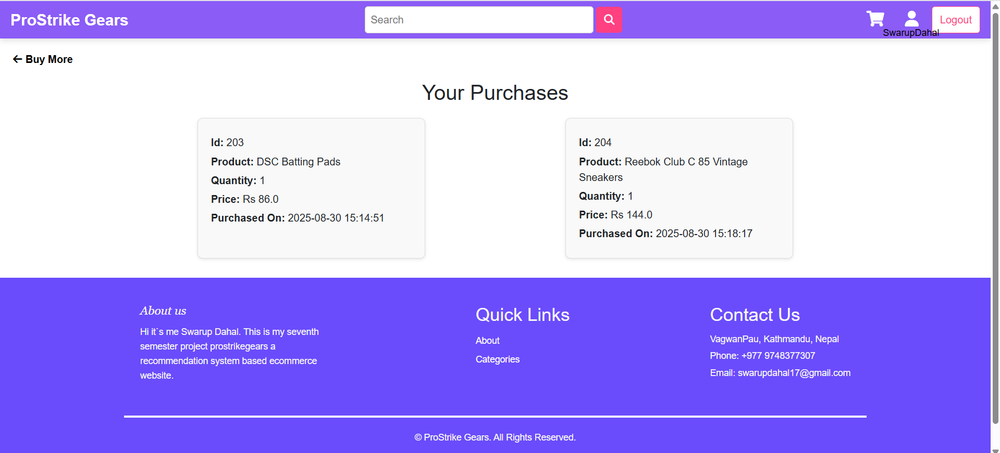 ProStrike Gears
Search
SwarupDahal
Logout
Buy More
Your Purchases
Id: 203
Product: DSC Batting Pads
Quantity: 1
Price: Rs 86.0
Purchased On: 2025-08-30 15:14:51
Id: 204
Product: Reebok Club C 85 Vintage
Sneakers
Quantity: 1
Price: Rs 144.0
Purchased On: 2025-08-30 15:18:17
About us
Hi it`s me Swarup Dahal. This is my seventh
semester project prostrikegears a
recommendation system based ecommerce
website.
Quick Links
About
Categories
Contact Us
VagwanPau, Kathmandu, Nepal
Phone: +977 9748377307
Email: swarupdahal17@gmail.com
© ProStrike Gears. All Rights Reserved.